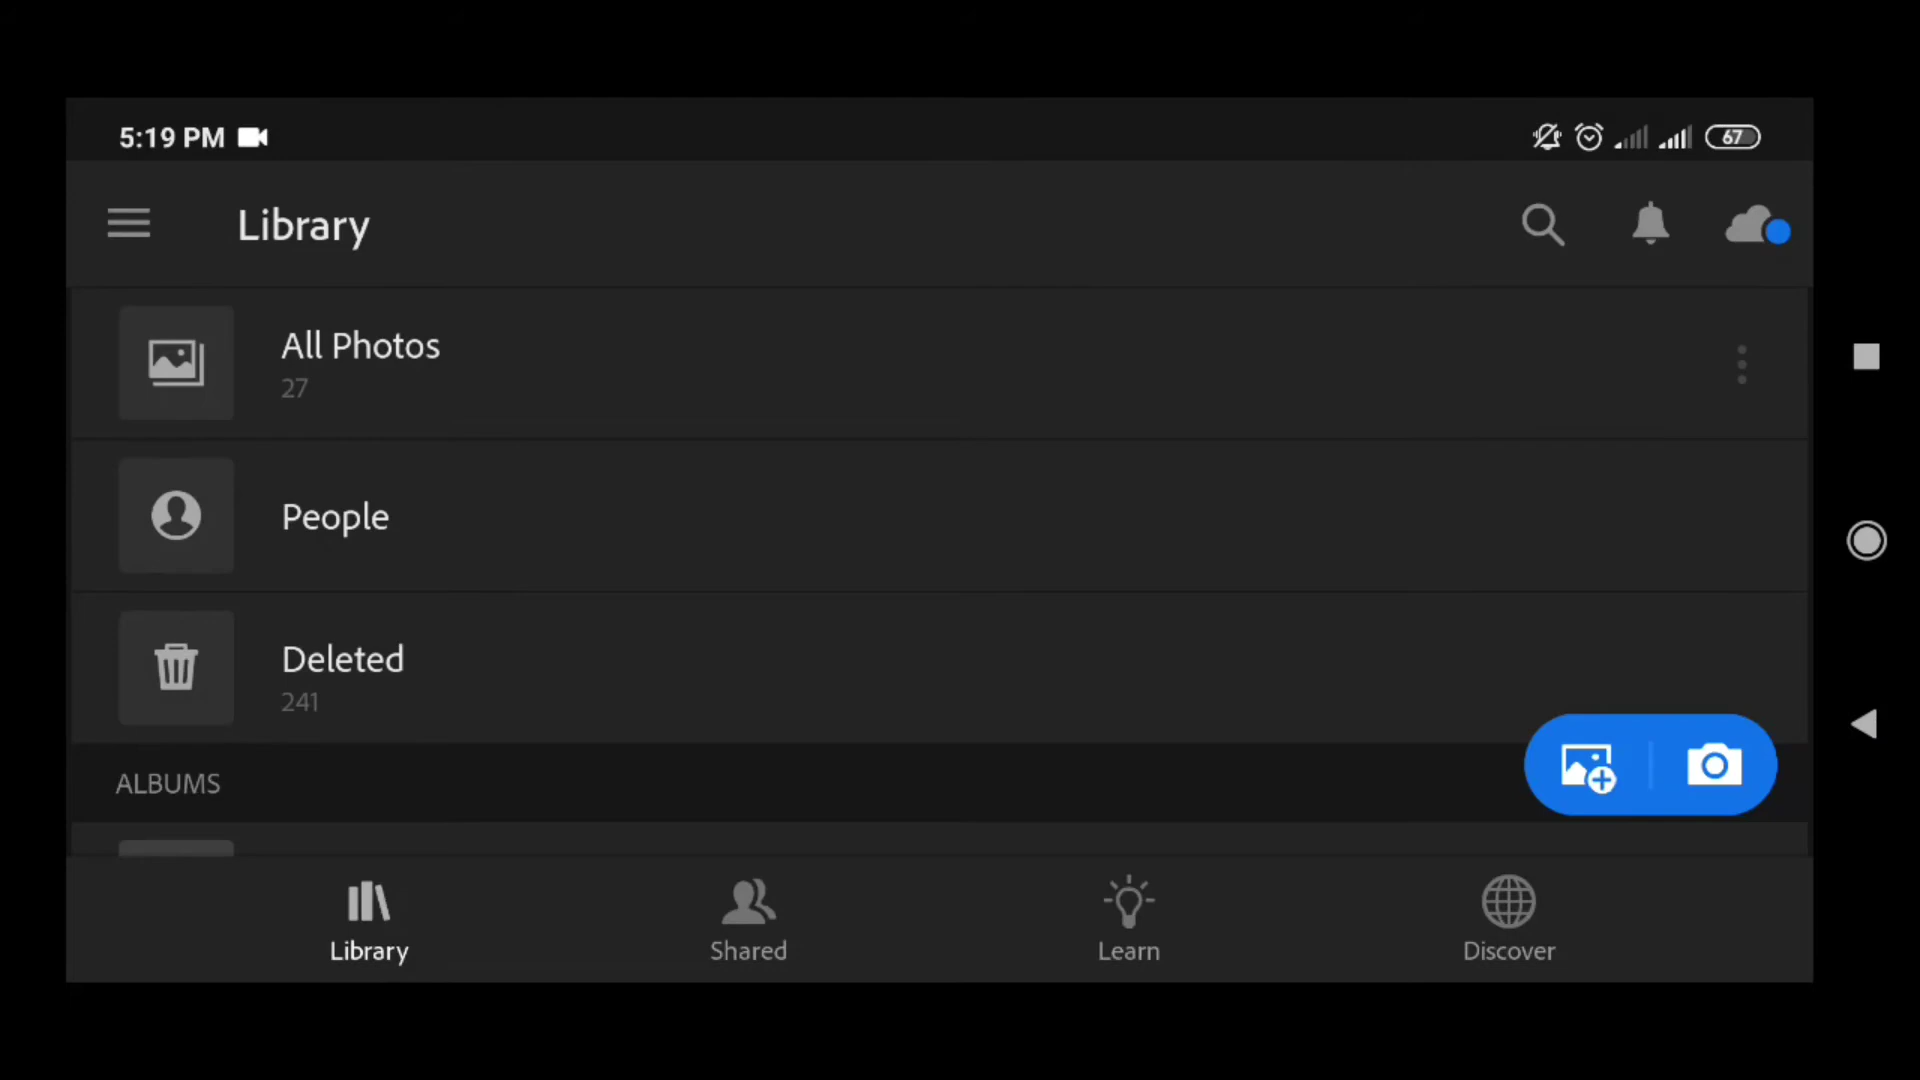 5:19 PM
67
Library
All Photos
27
People
Deleted
241
ALBUMS
Library
Shared
Learn
Discover